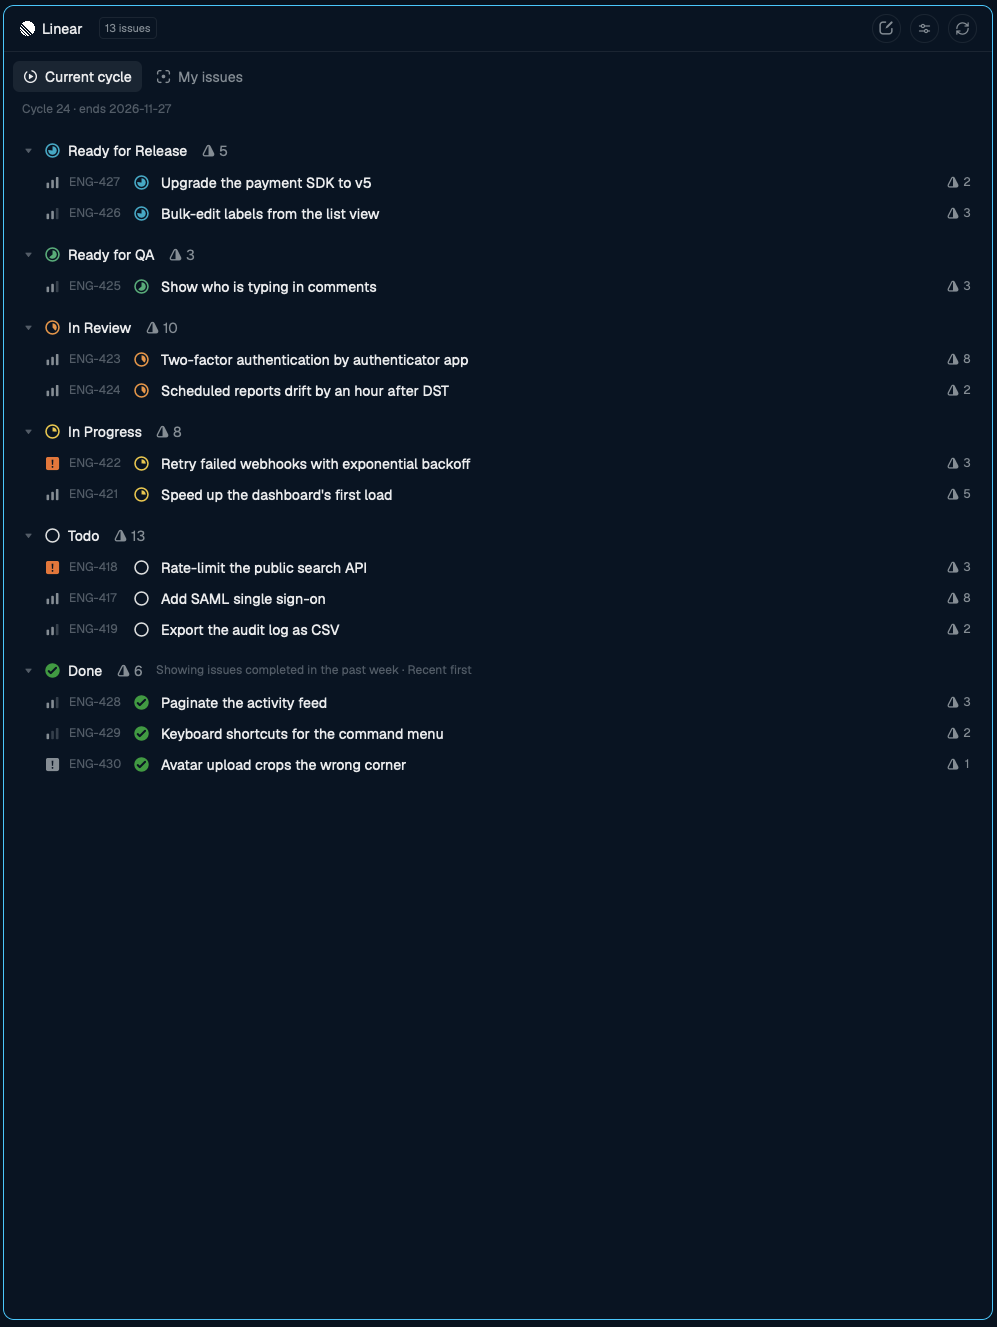 Linear 13 issues
Current cycle My issues
Cycle 24 · ends 2026-11-27
Ready for Release 5
ENG-427 Upgrade the payment SDK to v5 2
ENG-426 Bulk-edit labels from the list view 3
Ready for QA 3
ENG-425 Show who is typing in comments 3
In Review 10
ENG-423 Two-factor authentication by authenticator app 8
ENG-424 Scheduled reports drift by an hour after DST 2
In Progress 8
! ENG-422 Retry failed webhooks with exponential backoff 3
ENG-421 Speed up the dashboard's first load 5
Todo 13
! ENG-418 Rate-limit the public search API 3
ENG-417 Add SAML single sign-on 8
ENG-419 Export the audit log as CSV 2
Done 6 Showing issues completed in the past week · Recent first
ENG-428 Paginate the activity feed 3
ENG-429 Keyboard shortcuts for the command menu 2
! ENG-430 Avatar upload crops the wrong corner 1